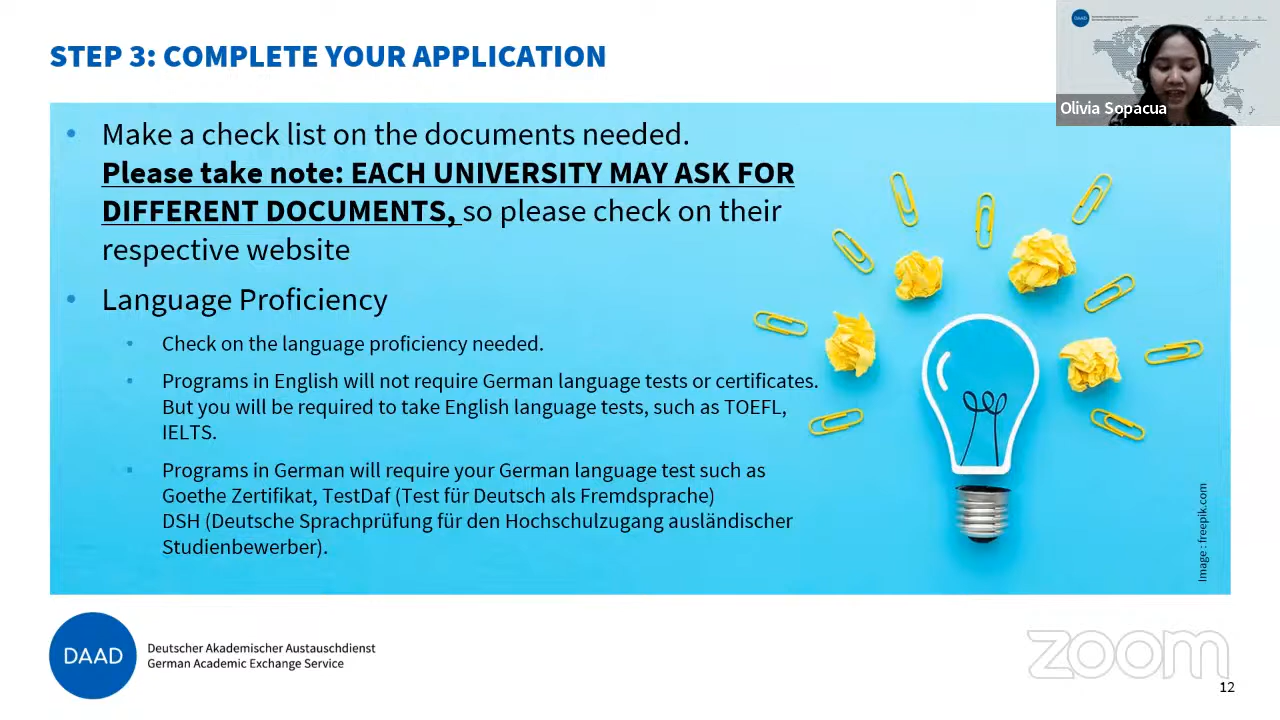 STEP 3: COMPLETE YOUR APPLICATION
Olivia Sopacua
Make a check list on the documents needed.
Please take note: EACH UNIVERSITY MAY ASK FOR
DIFFERENT DOCUMENTS, so please check on their
respective website
Language Proficiency
Check on the language proficiency needed.
Programs in English will not require German language tests or certificates.
But you will be required to take English language tests, such as TOEFL,
IELTS.
Programs in German will require your German language test such as
Goethe Zertifikat, TestDaf (Test für Deutsch als Fremdsprache)
DSH (Deutsche Sprachprüfung für den Hochschulzugang ausländischer
Studienbewerber).
Image : freepik.com
DAAD
Deutscher Akademischer Austauschdienst
German Academic Exchange Service
zoom
12